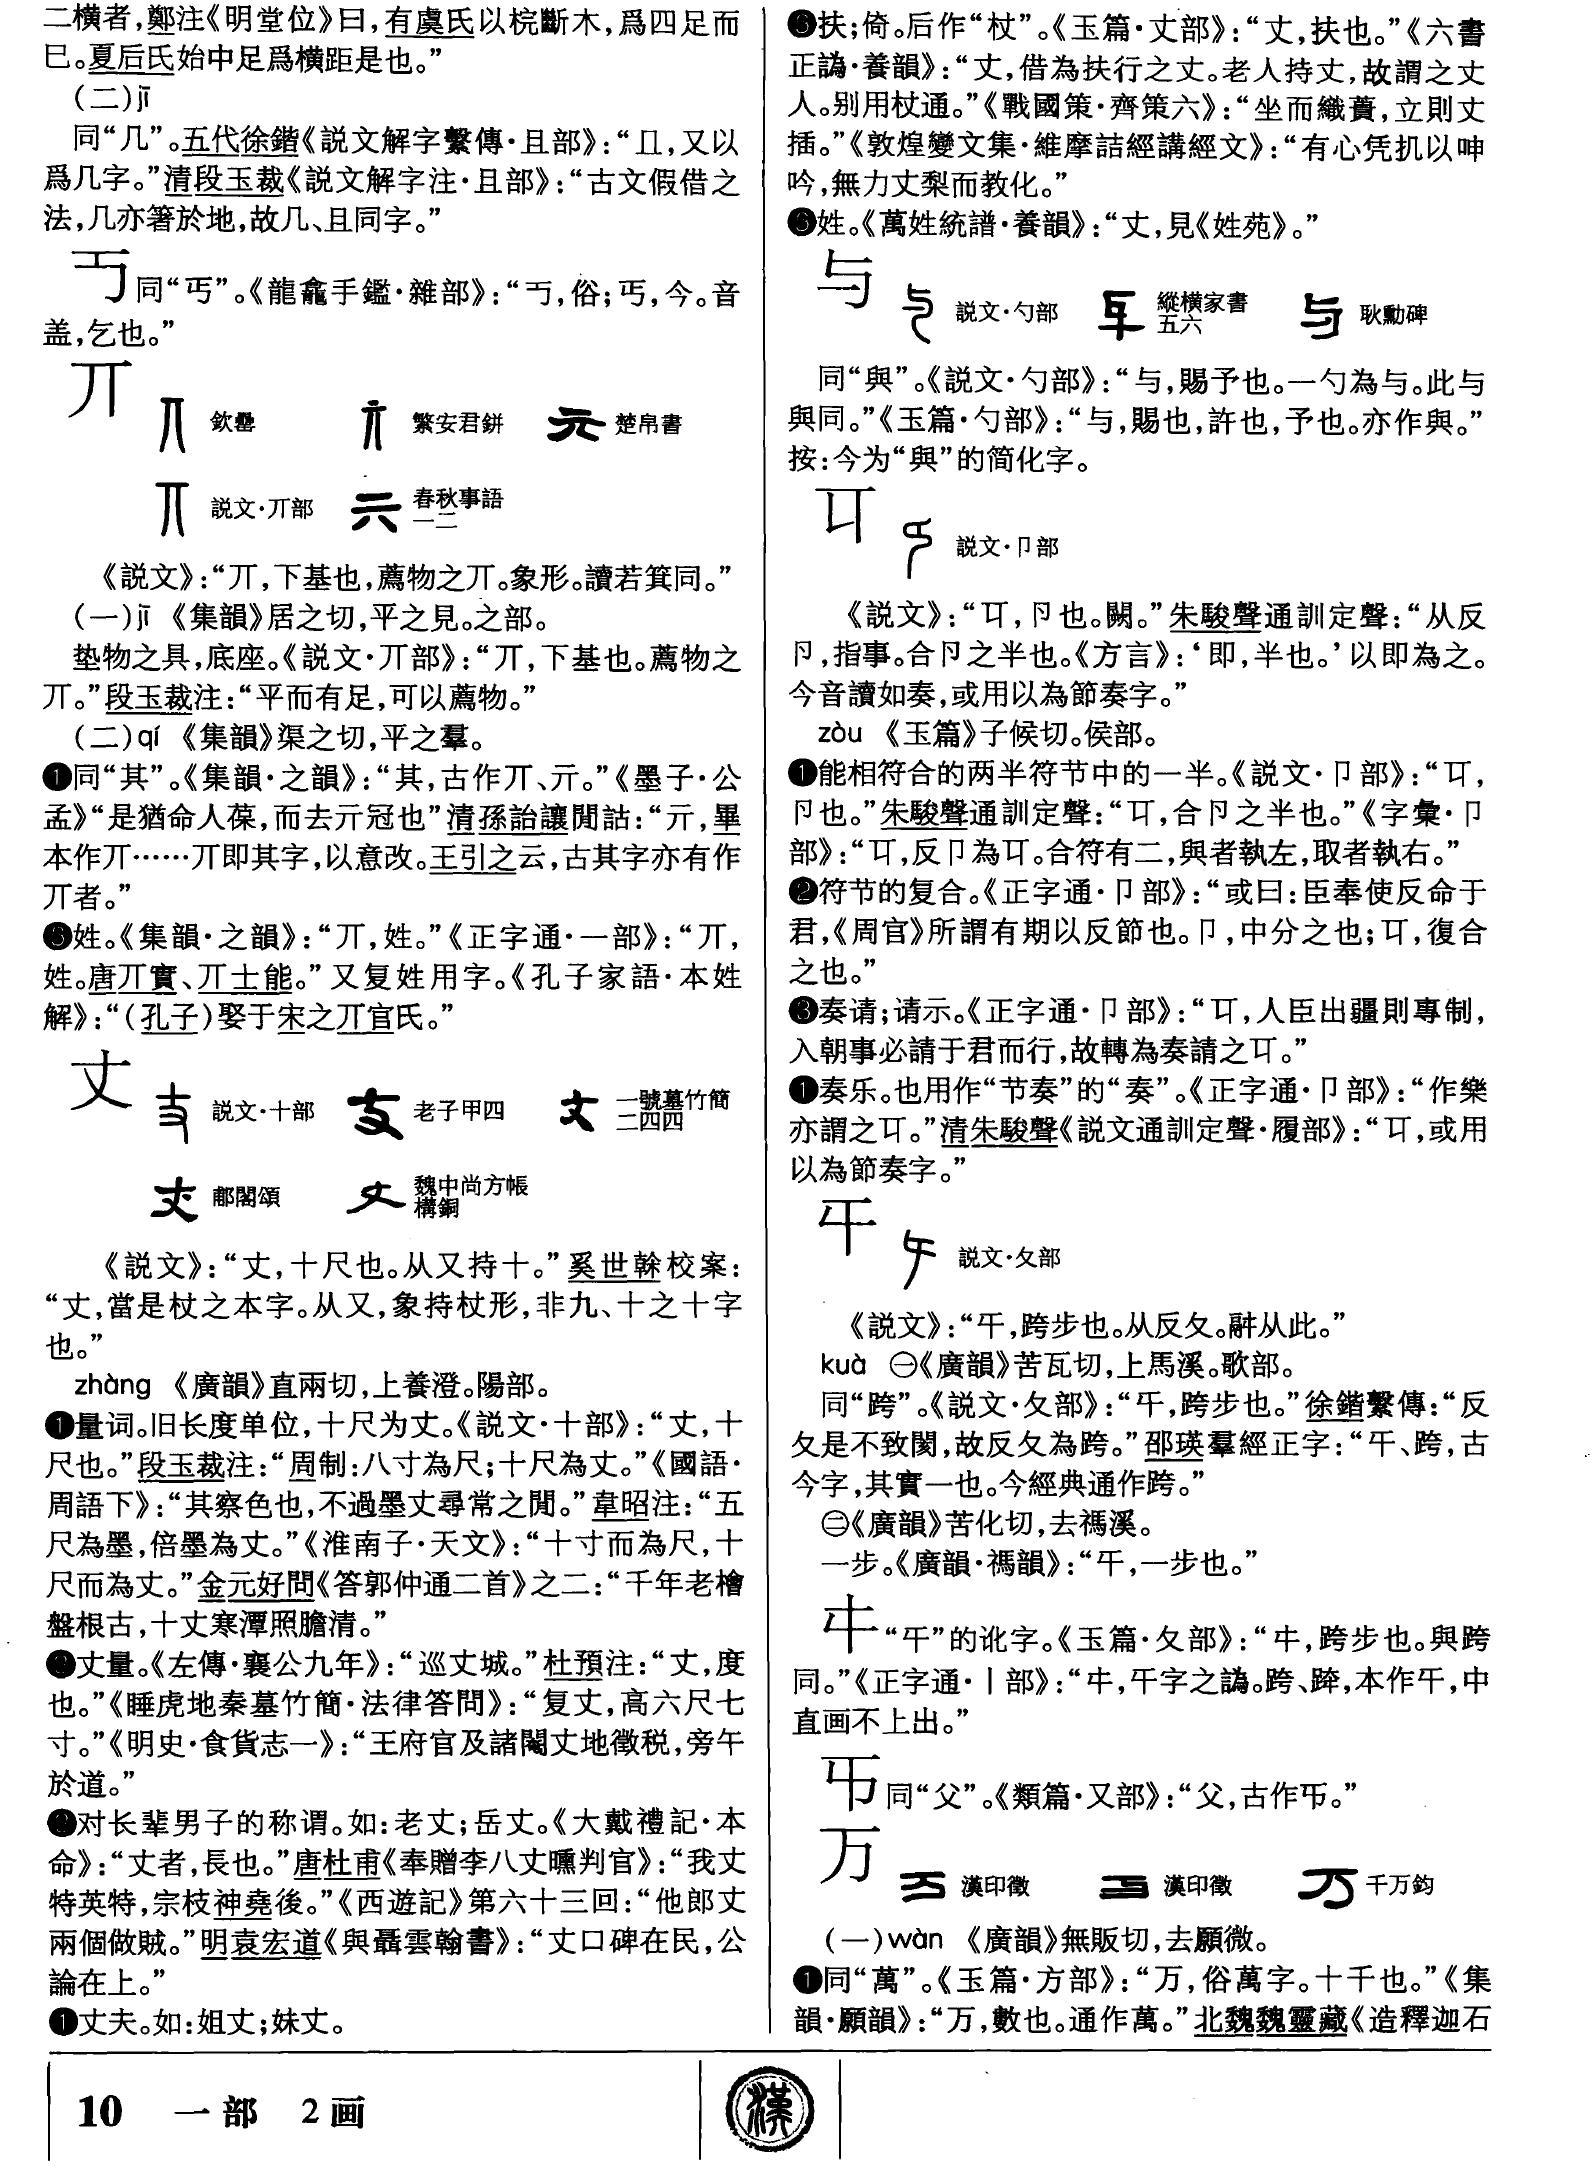 二横者，鄭注《明堂位》曰，有虞氏以梡斷木，爲四足而
巳。夏后氏始中足爲横距是也。”
(二)jī
同“几”。五代徐鍇《説文解字繫傳·且部》：“凪，又以
爲几字。”清段玉裁《説文解字注·且部》：“古文假借之
法，几亦箸於地，故几、且同字。”
丂同“丐”。《龍龕手鑑·雜部》：“丂，俗；丐，今。音
盖，乞也。”
丌
欽罍 繁安君鉼 楚帛書
説文·丌部 春秋事語
一二
《説文》：“丌，下基也，薦物之丌。象形。讀若箕同。”
(一)jī 《集韻》居之切，平之見。之部。
垫物之具，底座。《説文·丌部》：“丌，下基也。薦物之
丌。”段玉裁注：“平而有足，可以薦物。”
(二)qí 《集韻》渠之切，平之羣。
❶同“其”。《集韻·之韻》：“其，古作丌、亓。”《墨子·公
孟》“是猶命人葆，而去亓冠也”清孫詒讓閒詁：“亓，畢
本作丌……丌即其字，以意改。王引之云，古其字亦有作
丌者。”
❸姓。《集韻·之韻》：“丌，姓。”《正字通·一部》：“丌，
姓。唐丌實、丌士能。”又复姓用字。《孔子家語·本姓
解》：“(孔子)娶于宋之丌官氏。”
丈
説文·十部 老子甲四 一號墓竹簡
二四四
郙閣頌 魏中尚方帳
構銅
《説文》：“丈，十尺也。从又持十。”奚世榦校案：
“丈，當是杖之本字。从又，象持杖形，非九、十之十字
也。”
zhàng 《廣韻》直兩切，上養澄。陽部。
❶量词。旧长度单位，十尺为丈。《説文·十部》：“丈，十
尺也。”段玉裁注：“周制：八寸為尺；十尺為丈。”《國語·
周語下》：“其察色也，不過墨丈尋常之閒。”韋昭注：“五
尺為墨，倍墨為丈。”《淮南子·天文》：“十寸而為尺，十
尺而為丈。”金元好問《答郭仲通二首》之二：“千年老檜
盤根古，十丈寒潭照膽清。”
❷丈量。《左傳·襄公九年》：“巡丈城。”杜預注：“丈，度
也。”《睡虎地秦墓竹簡·法律答問》：“复丈，高六尺七
寸。”《明史·食貨志一》：“王府官及諸閹丈地徵税，旁午
於道。”
❷对长辈男子的称谓。如：老丈；岳丈。《大戴禮記·本
命》：“丈者，長也。”唐杜甫《奉贈李八丈曛判官》：“我丈
特英特，宗枝神堯後。”《西遊記》第六十三回：“他郎丈
兩個做賊。”明袁宏道《與聶雲翰書》：“丈口碑在民，公
論在上。”
❶丈夫。如：姐丈；妹丈。
❸扶；倚。后作“杖”。《玉篇·丈部》：“丈，扶也。”《六書
正譌·養韻》：“丈，借為扶行之丈。老人持丈，故謂之丈
人。别用杖通。”《戰國策·齊策六》：“坐而織蕢，立則丈
插。”《敦煌變文集·維摩詰經講經文》：“有心凭扒以呻
吟，無力丈棃而教化。”
❸姓。《萬姓統譜·養韻》：“丈，見《姓苑》。”
与
説文·勺部 縱横家書
五六 耿勳碑
同“與”。《説文·勺部》：“与，賜予也。一勺為与。此与
與同。”《玉篇·勺部》：“与，賜也，許也，予也。亦作與。”
按：今为“與”的简化字。
㔿
説文·卩部
《説文》：“㔿，卪也。闕。”朱駿聲通訓定聲：“从反
卪，指事。合卪之半也。《方言》：‘即，半也。’以即為之。
今音讀如奏，或用以為節奏字。”
zòu 《玉篇》子候切。侯部。
❶能相符合的两半符节中的一半。《説文·卩部》：“㔿，
卪也。”朱駿聲通訓定聲：“㔿，合卪之半也。”《字彙·卩
部》：“㔿，反卩為㔿。合符有二，與者執左，取者執右。”
❷符节的复合。《正字通·卩部》：“或曰：臣奉使反命于
君，《周官》所謂有期以反節也。卩，中分之也；㔿，復合
之也。”
❸奏请；请示。《正字通·卩部》：“㔿，人臣出疆則專制，
入朝事必請于君而行，故轉為奏請之㔿。”
❶奏乐。也用作“节奏”的“奏”。《正字通·卩部》：“作樂
亦謂之㔿。”清朱駿聲《説文通訓定聲·履部》：“㔿，或用
以為節奏字。”
㐄
説文·夂部
《説文》：“㐄，跨步也。从反夂。䣄从此。”
kuà ㊀《廣韻》苦瓦切，上馬溪。歌部。
同“跨”。《説文·夂部》：“㐄，跨步也。”徐鍇繫傳：“反
夂是不致閡，故反夂為跨。”邵瑛羣經正字：“㐄、跨，古
今字，其實一也。今經典通作跨。”
㊁《廣韻》苦化切，去禡溪。
一步。《廣韻·禡韻》：“㐄，一步也。”
“㐄”的讹字。《玉篇·夂部》：“㐄，跨步也。與跨
同。”《正字通·丨部》：“㐄，㐄字之譌。跨、跨，本作㐄，中
直画不上出。”
同“父”。《類篇·又部》：“父，古作𠀗。”
万
漢印徵 漢印徵 千万鈞
(一)wàn 《廣韻》無販切，去願微。
❶同“萬”。《玉篇·方部》：“万，俗萬字。十千也。”《集
韻·願韻》：“万，數也。通作萬。”北魏魏靈藏《造釋迦石
10 一部 2画
漢